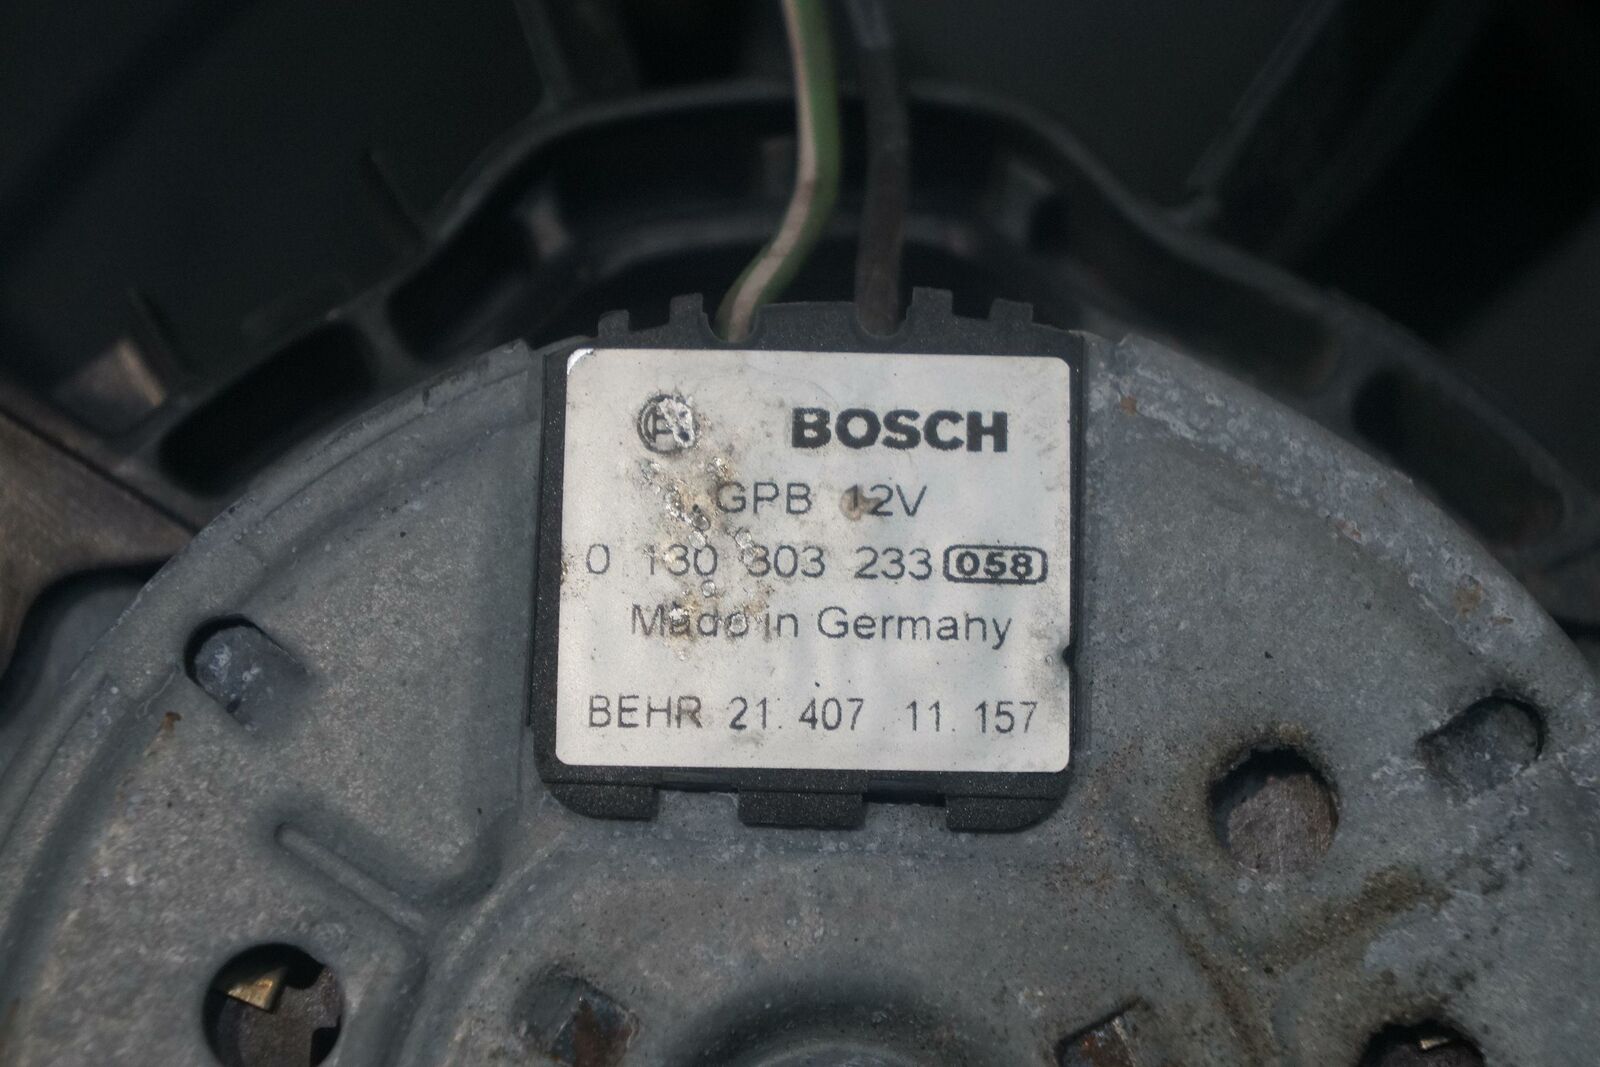 BOSCH
GPB 12V
0 130 303 233 058
Made in Germany
BEHR 21.407.11.157